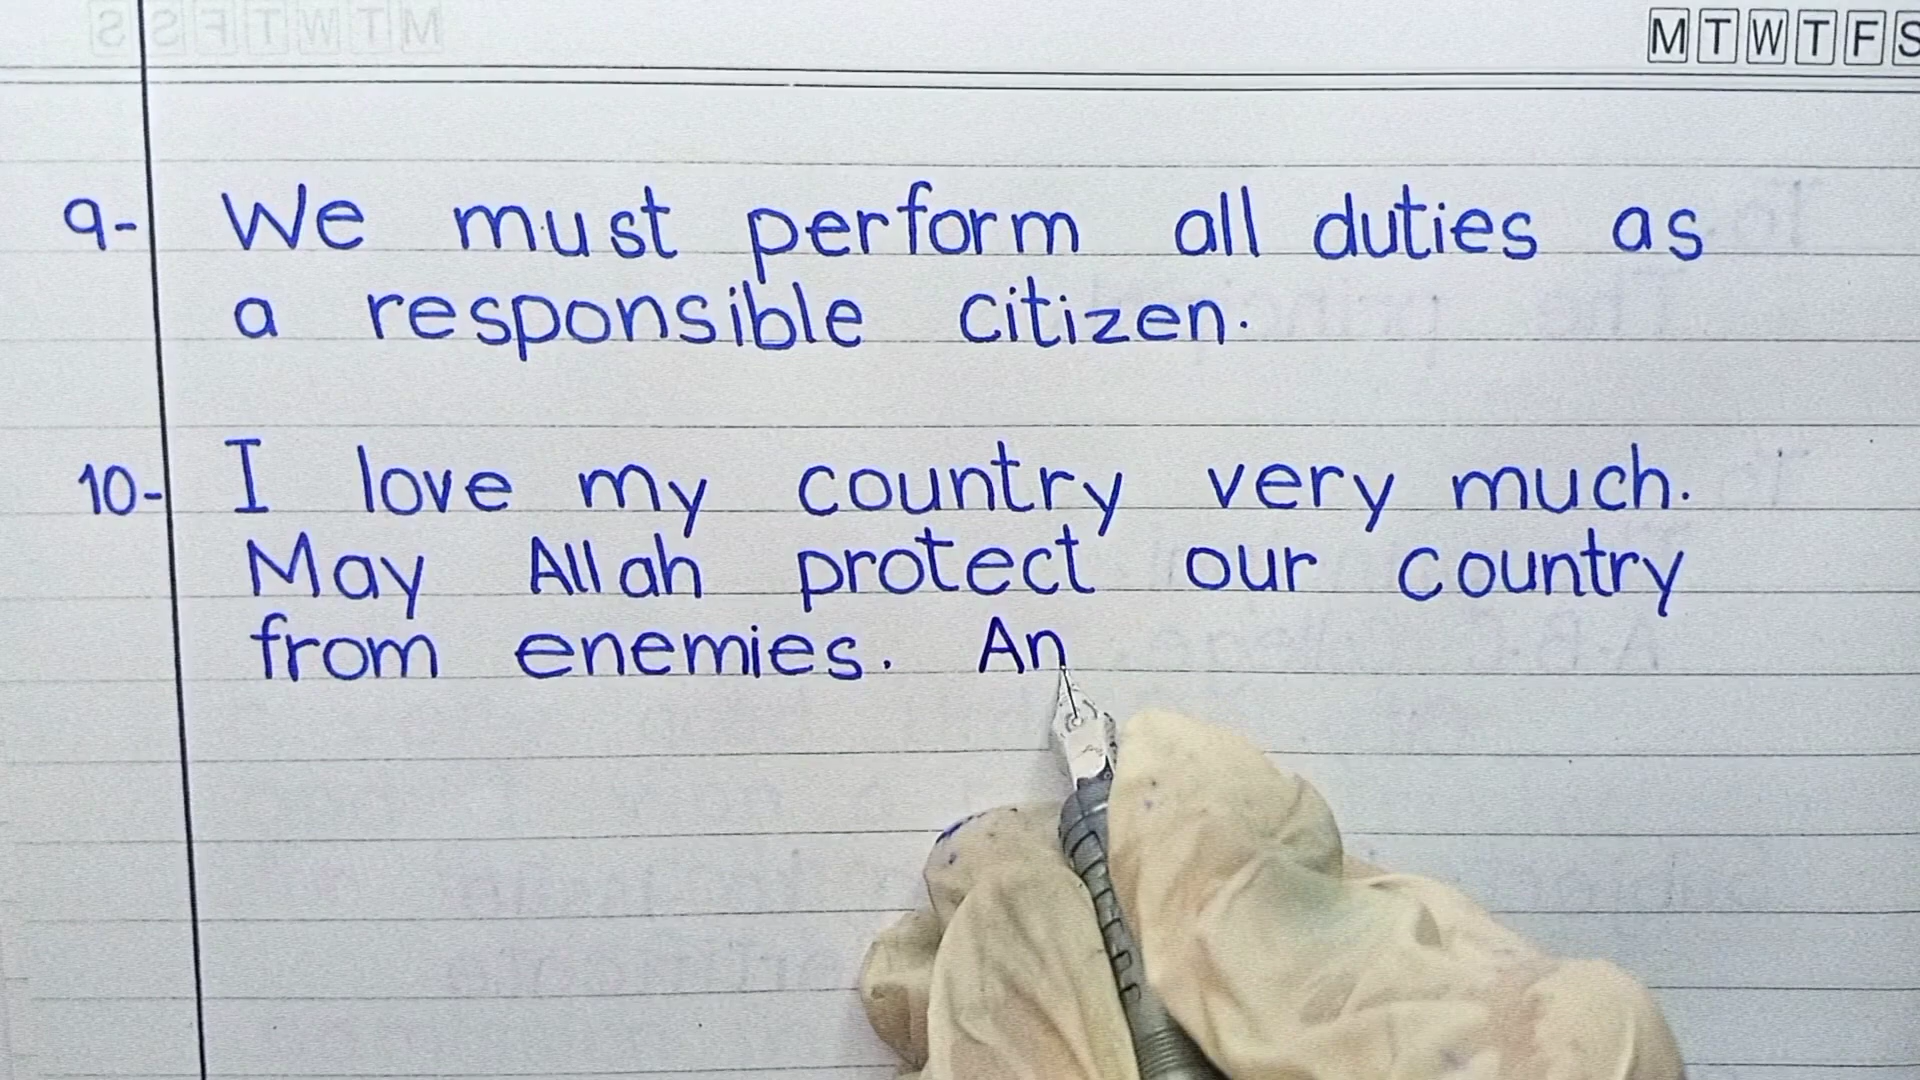 M T W T F S
9- We must perform all duties as
a responsible citizen.
10- I love my country very much.
May Allah protect our country
from enemies. An